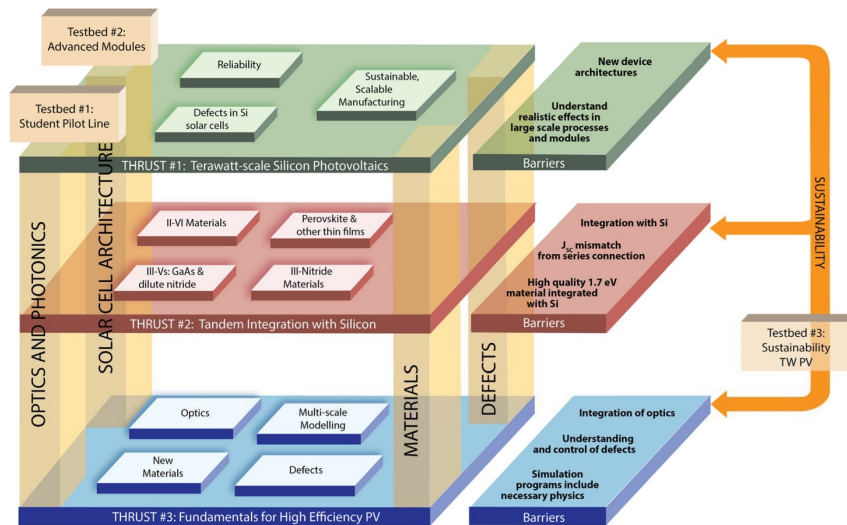 Testbed #2:
Advanced Modules
Testbed #1:
Student Pilot Line
Reliability
Sustainable,
Scalable
Manufacturing
Defects in Si
solar cells
THRUST #1: Terawatt-scale Silicon Photovoltaics
New device
architectures
Understand
realistic effects in
large scale processes
and modules
Barriers
II-VI Materials
Perovskite &
other thin films
III-Vs: GaAs &
dilute nitride
III-Nitride
Materials
THRUST #2: Tandem Integration with Silicon
Integration with Si
Jsc mismatch
from series connection
High quality 1.7 eV
material integrated
with Si
Barriers
Optics
Multi-scale
Modelling
New
Materials
Defects
THRUST #3: Fundamentals for High Efficiency PV
Integration of optics
Understanding
and control of defects
Simulation
programs include
necessary physics
Barriers
OPTICS AND PHOTONICS
SOLAR CELL ARCHITECTURE
MATERIALS
DEFECTS
SUSTAINABILITY
Testbed #3:
Sustainability
TW PV